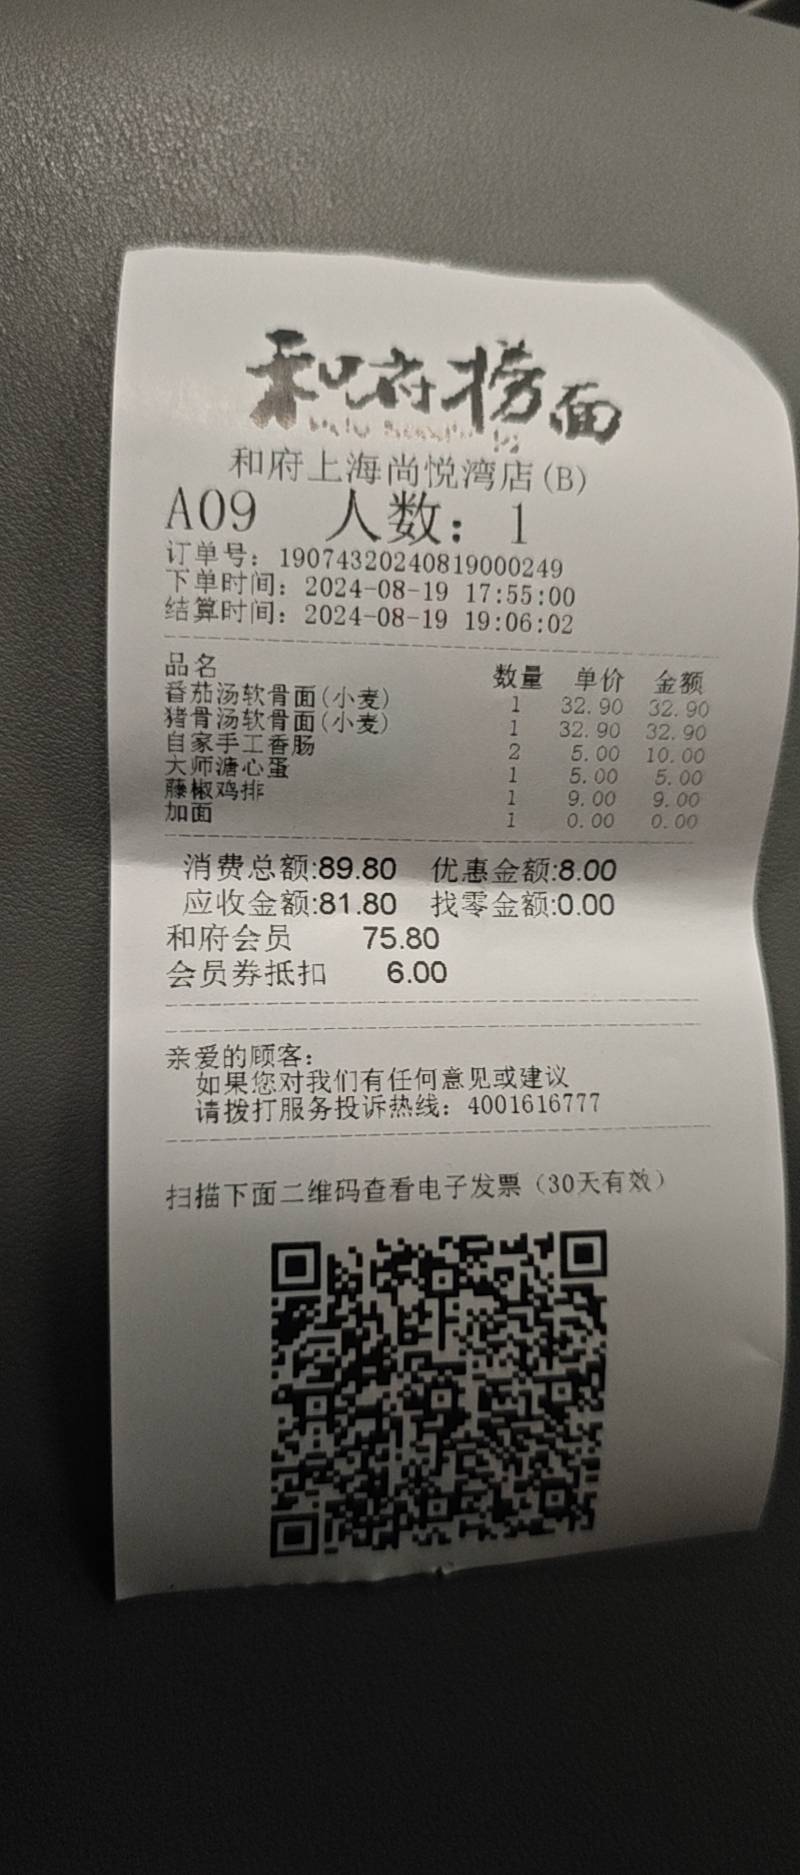 和府捞面
和府上海尚悦湾店(B)
A09 人数: 1
订单号: 19074320240819000249
下单时间: 2024-08-19 17:55:00
结算时间: 2024-08-19 19:06:02
品名 数量 单价 金额
番茄汤软骨面(小麦) 1 32.90 32.90
猪骨汤软骨面(小麦) 1 32.90 32.90
自家手工香肠 2 5.00 10.00
大师溏心蛋 1 5.00 5.00
藤椒鸡排 1 9.00 9.00
加面 1 0.00 0.00
消费总额:89.80 优惠金额:8.00
应收金额:81.80 找零金额:0.00
和府会员 75.80
会员券抵扣 6.00
亲爱的顾客:
如果您对我们有任何意见或建议
请拨打服务投诉热线: 4001616777
扫描下面二维码查看电子发票(30天有效)